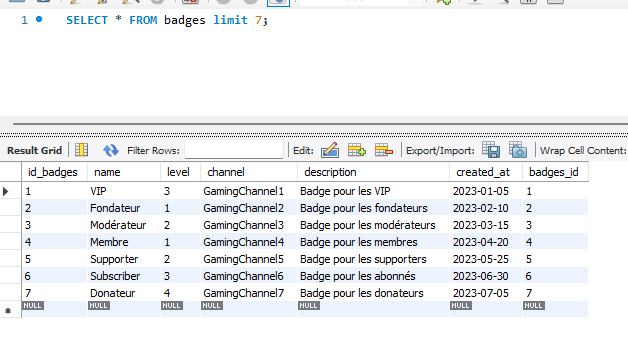 1 SELECT * FROM badges limit 7;
Result Grid Filter Rows: Edit: Export/Import: Wrap Cell Content:
id_badges name level channel description created_at badges_id
1 VIP 3 GamingChannel1 Badge pour les VIP 2023-01-05 1
2 Fondateur 1 GamingChannel2 Badge pour les fondateurs 2023-02-10 2
3 Modérateur 2 GamingChannel3 Badge pour les modérateurs 2023-03-15 3
4 Membre 1 GamingChannel4 Badge pour les membres 2023-04-20 4
5 Supporter 2 GamingChannel5 Badge pour les supporters 2023-05-25 5
6 Subscriber 3 GamingChannel6 Badge pour les abonnés 2023-06-30 6
7 Donateur 4 GamingChannel7 Badge pour les donateurs 2023-07-05 7
NULL NULL NULL NULL NULL NULL NULL